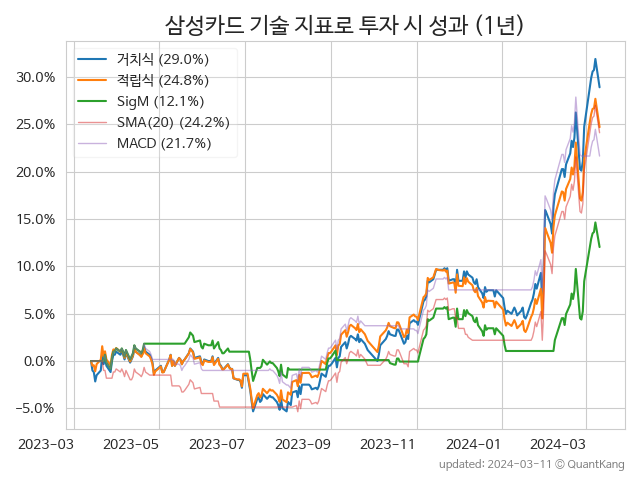 삼성카드 기술 지표로 투자 시 성과 (1년)
거치식 (29.0%)
적립식 (24.8%)
SigM (12.1%)
SMA(20) (24.2%)
MACD (21.7%)
30.0%
25.0%
20.0%
15.0%
10.0%
5.0%
0.0%
−5.0%
2023-03 2023-05 2023-07 2023-09 2023-11 2024-01 2024-03
updated: 2024-03-11 © QuantKang